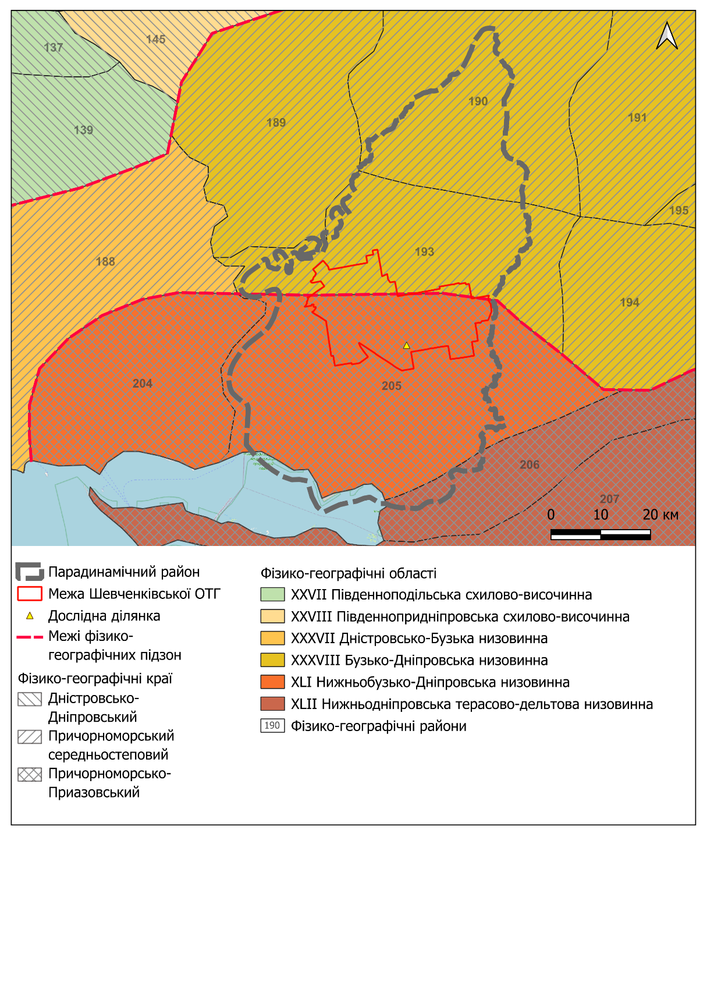 137
145
139
189
190
191
195
188
193
194
204
205
206
207
0 10 20 км
Парадинамічний район
Межа Шевченківської ОТГ
Дослідна ділянка
Межі фізико-
географічних підзон
Фізико-географічні краї
Дністровсько-
Дніпровський
Причорноморський
середньостеповий
Причорноморсько-
Приазовський
Фізико-географічні області
XXVII Південноподільська схилово-височинна
XXVIII Південнопридніпровська схилово-височинна
XXXVII Дністровсько-Бузька низовинна
XXXVIII Бузько-Дніпровська низовинна
XLI Нижньобузько-Дніпровська низовинна
XLII Нижньодніпровська терасово-дельтова низовинна
190 Фізико-географічні райони